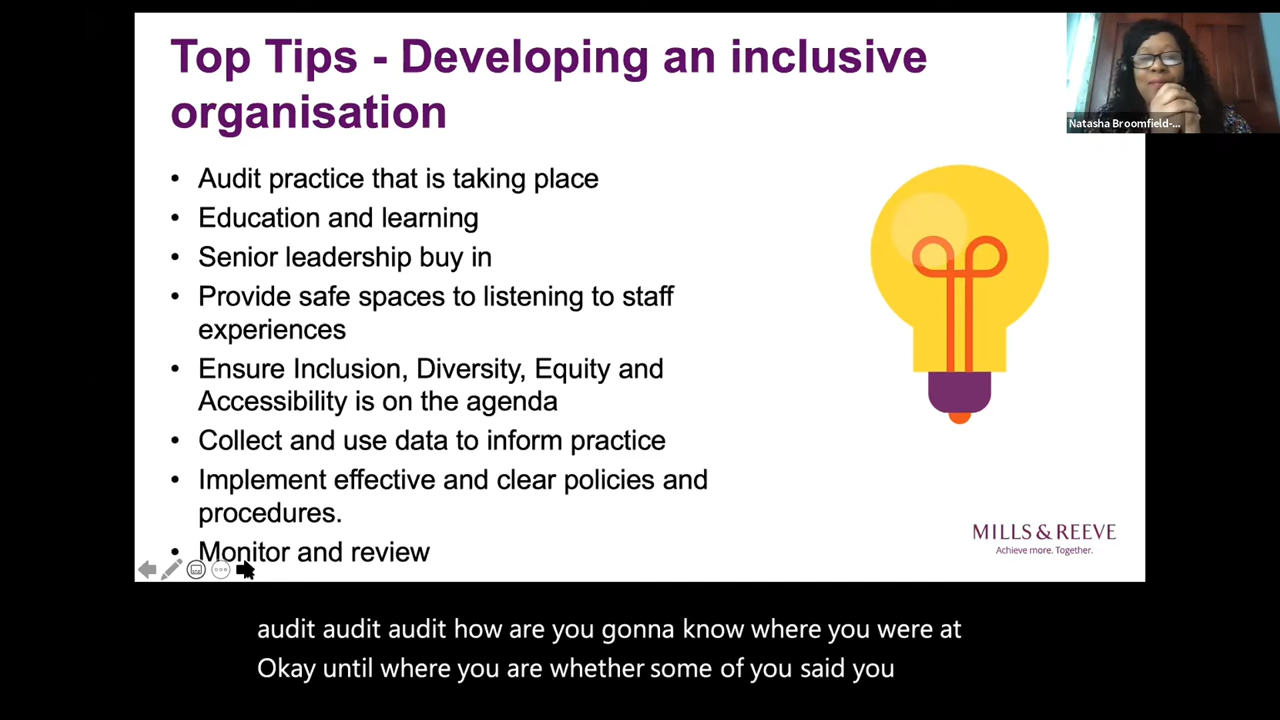 Top Tips - Developing an inclusive
organisation
Natasha Broomfield-...
• Audit practice that is taking place
• Education and learning
• Senior leadership buy in
• Provide safe spaces to listening to staff
experiences
• Ensure Inclusion, Diversity, Equity and
Accessibility is on the agenda
• Collect and use data to inform practice
• Implement effective and clear policies and
procedures.
• Monitor and review
MILLS & REEVE
Achieve more. Together.
audit audit audit how are you gonna know where you were at
Okay until where you are whether some of you said you